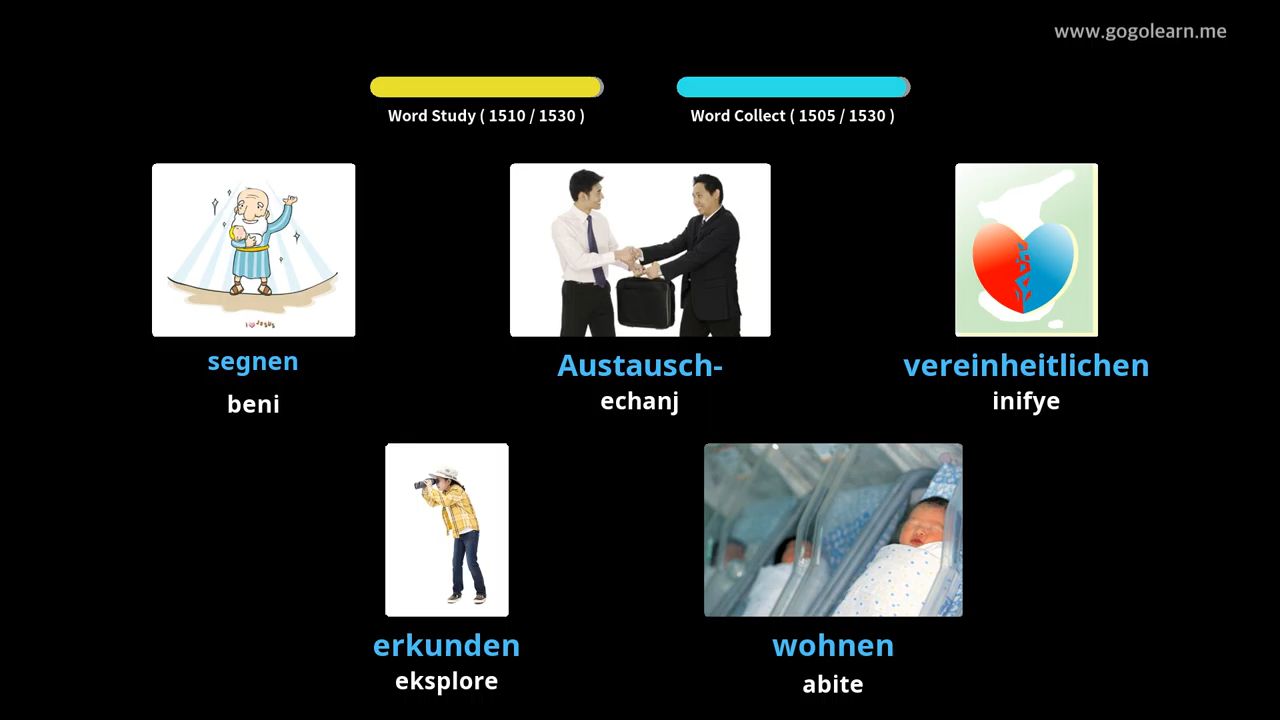 www.gogolearn.me
Word Study ( 1510 / 1530 )
Word Collect ( 1505 / 1530 )
I ❤ JESUS
segnen
beni
Austausch-
echanj
vereinheitlichen
inifye
erkunden
eksplore
wohnen
abite